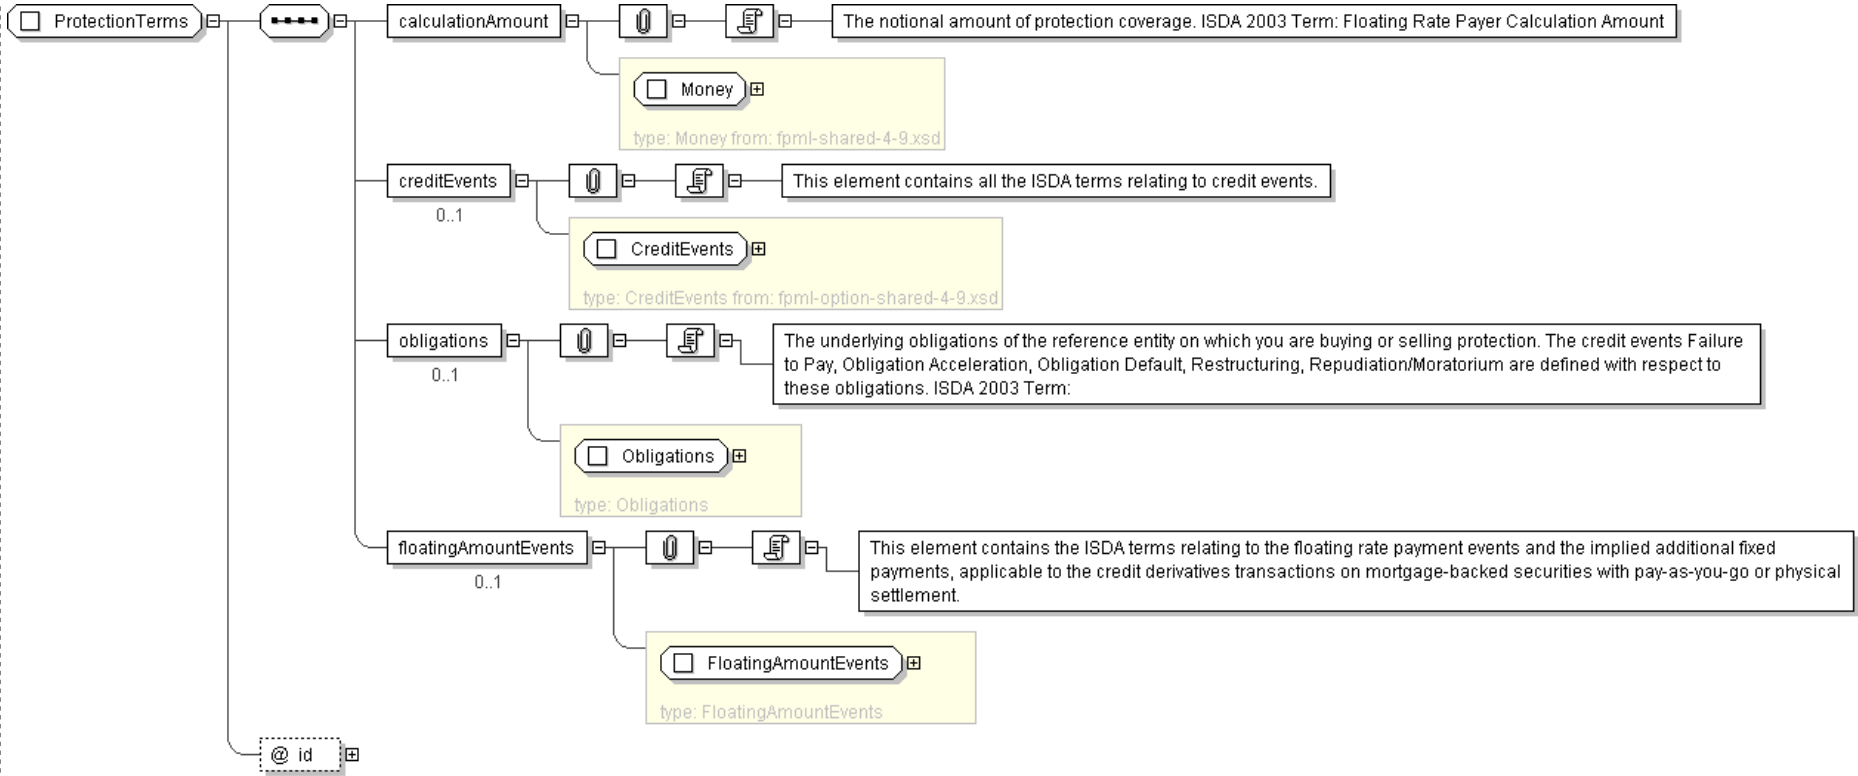 ProtectionTerms
calculationAmount
The notional amount of protection coverage. ISDA 2003 Term: Floating Rate Payer Calculation Amount
Money
type: Money from: fpml-shared-4-9.xsd
creditEvents
This element contains all the ISDA terms relating to credit events.
0..1
CreditEvents
type: CreditEvents from: fpml-option-shared-4-9.xsd
obligations
The underlying obligations of the reference entity on which you are buying or selling protection. The credit events Failure
to Pay, Obligation Acceleration, Obligation Default, Restructuring, Repudiation/Moratorium are defined with respect to
these obligations. ISDA 2003 Term:
0..1
Obligations
type: Obligations
floatingAmountEvents
This element contains the ISDA terms relating to the floating rate payment events and the implied additional fixed
payments, applicable to the credit derivatives transactions on mortgage-backed securities with pay-as-you-go or physical
settlement.
0..1
FloatingAmountEvents
type: FloatingAmountEvents
@ id